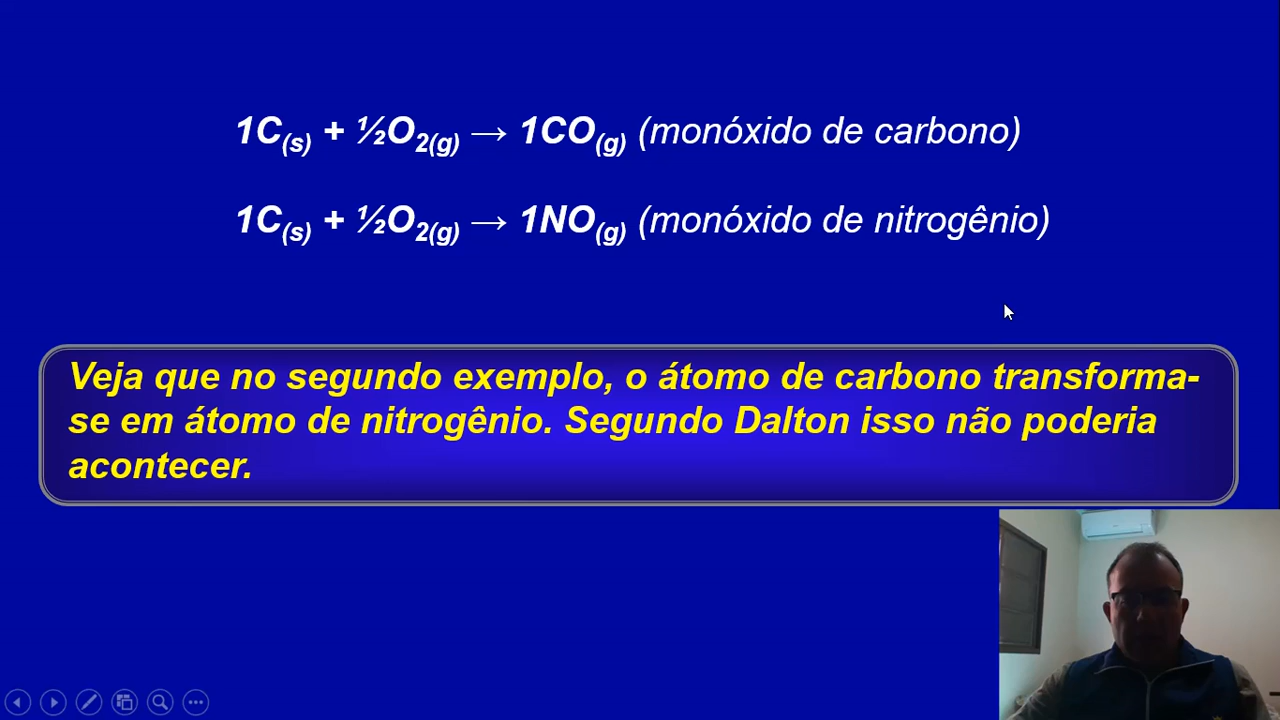 1C(s) + ½O2(g) → 1CO(g) (monóxido de carbono)
1C(s) + ½O2(g) → 1NO(g) (monóxido de nitrogênio)
Veja que no segundo exemplo, o átomo de carbono transforma-
se em átomo de nitrogênio. Segundo Dalton isso não poderia
acontecer.